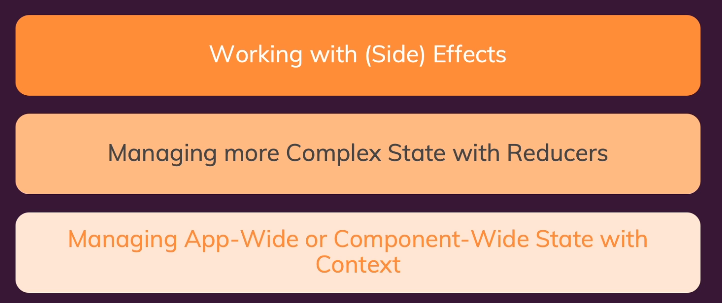 Working with (Side) Effects
Managing more Complex State with Reducers
Managing App-Wide or Component-Wide State with
Context